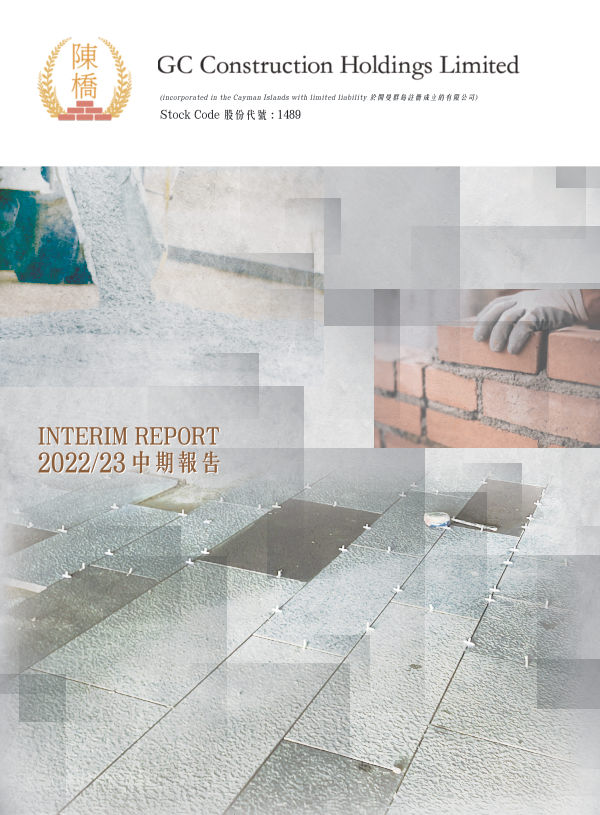 陳橋
GC Construction Holdings Limited
(incorporated in the Cayman Islands with limited liability 於開曼群島註冊成立的有限公司)
Stock Code 股份代號：1489
INTERIM REPORT
2022/23 中期報告